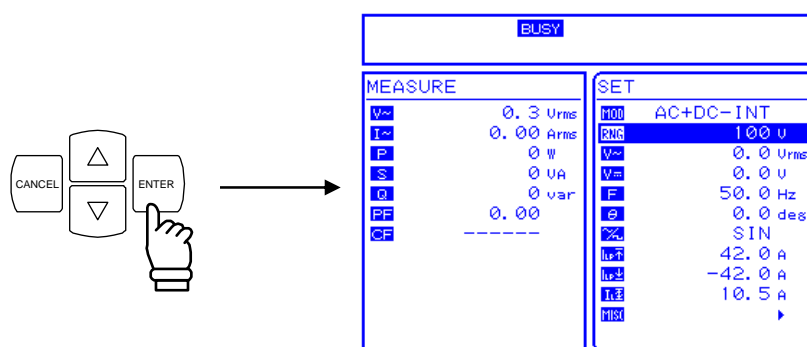 CANCEL
ENTER
BUSY
MEASURE
V~ 0.3 Vrms
I~ 0.00 Arms
P 0 W
S 0 VA
Q 0 var
PF 0.00
CF ------
SET
MOD AC+DC-INT
RNG 100 V
V~ 0.0 Vrms
V= 0.0 V
F 50.0 Hz
θ 0.0 deg
SIN
42.0 A
-42.0 A
10.5 A
MISC